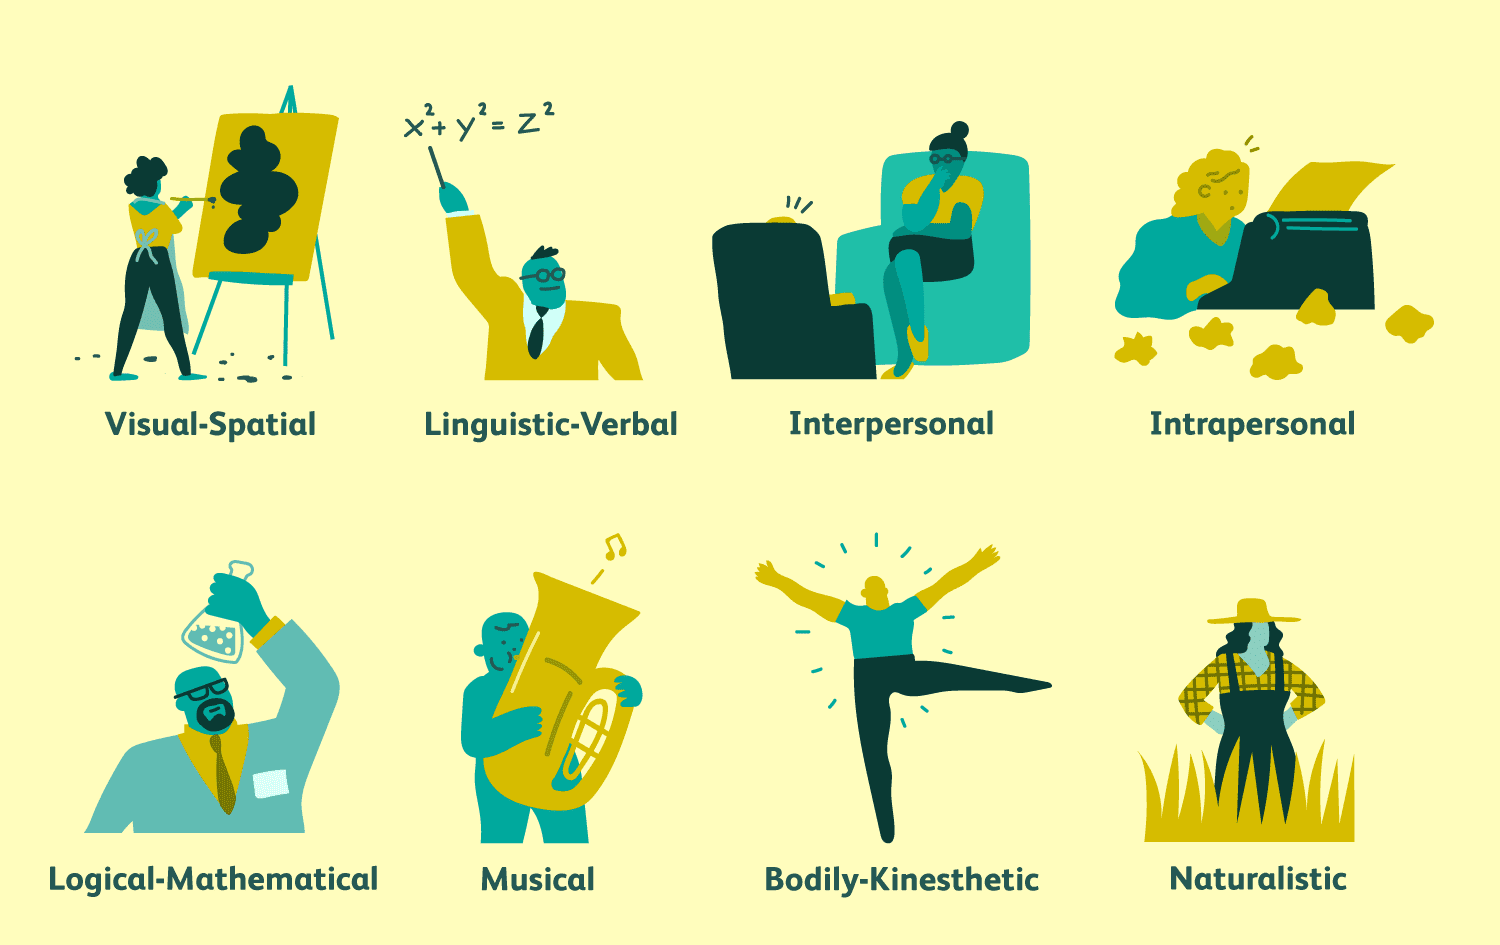 x² + y² = z²
Visual-Spatial
Linguistic-Verbal
Interpersonal
Intrapersonal
Logical-Mathematical
Musical
Bodily-Kinesthetic
Naturalistic